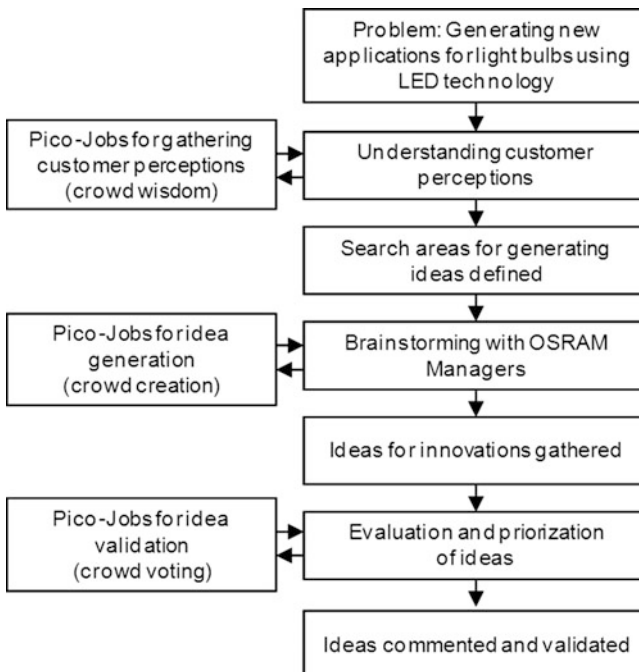 Problem: Generating new
applications for light bulbs using
LED technology
Pico-Jobs for gathering
customer perceptions
(crowd wisdom)
Understanding customer
perceptions
Search areas for generating
ideas defined
Pico-Jobs for idea
generation
(crowd creation)
Brainstorming with OSRAM
Managers
Ideas for innovations gathered
Pico-Jobs for idea
validation
(crowd voting)
Evaluation and priorization
of ideas
Ideas commented and validated